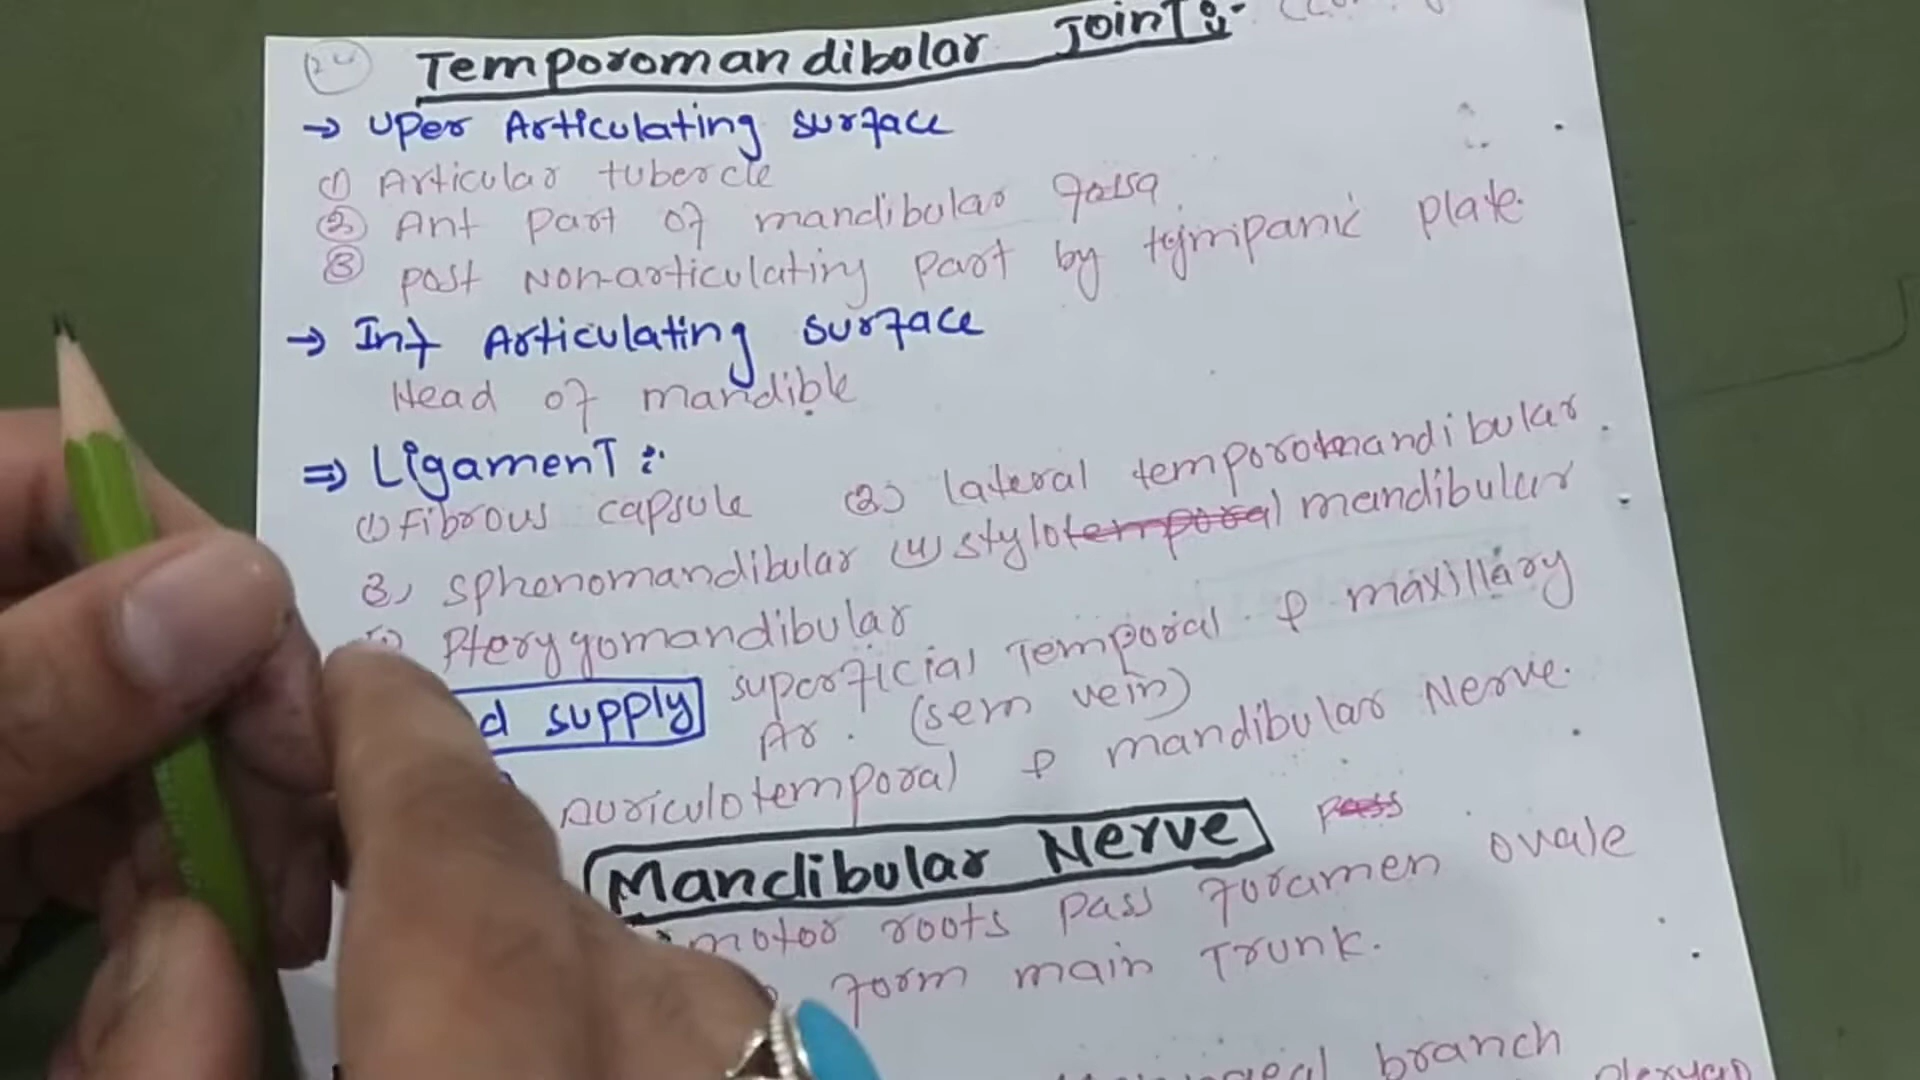 Temporomandibolar Joint:-
→ Uper Articulating surface
① Articular tubercle
② Ant part of mandibular fossa
③ post Non-articulating part by tympanic plate.
→ Inf Articulating surface
Head of mandible
⇒ Ligament :-
(1) Fibrous capsule (2) lateral temporomandibular
3) sphenomandibular (4) stylo mandibular
Pterygomandibular
d supply superficial Temporal & maxillary
Ar. (sem vein)
Auriculotemporal & mandibular Nerve.
Mandibular Nerve pass
motor roots pass foramen ovale
form main Trunk.
branch